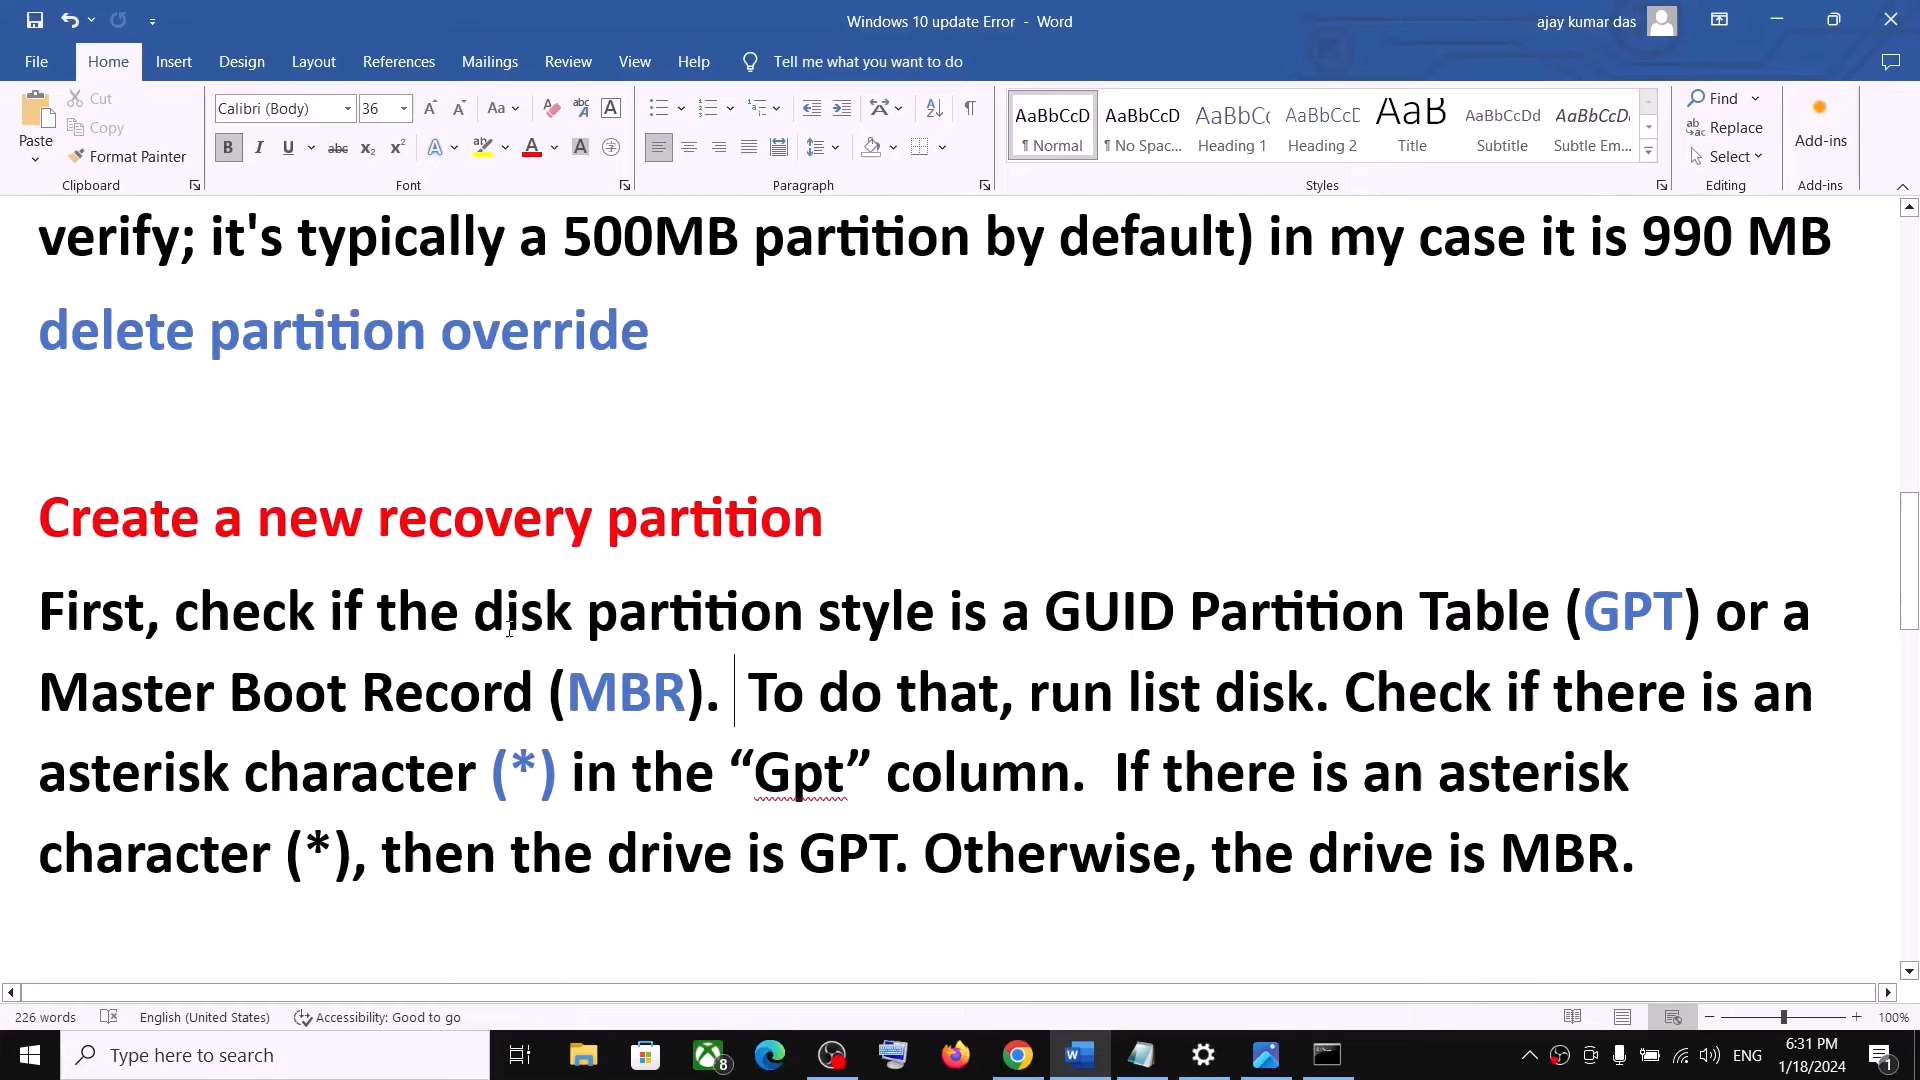 Windows 10 update Error - Word
ajay kumar das
File Home Insert Design Layout References Mailings Review View Help Tell me what you want to do
Paste
Cut
Copy
Format Painter
Clipboard
Calibri (Body) 36
Font
Paragraph
AaBbCcD AaBbCcD AaBbCc AaBbCcD AaB AaBbCcDd AaBbCcD
¶ Normal ¶ No Spac... Heading 1 Heading 2 Title Subtitle Subtle Em...
Styles
Find
Replace
Select
Editing
Add-ins
Add-ins
verify; it's typically a 500MB partition by default) in my case it is 990 MB
delete partition override
Create a new recovery partition
First, check if the disk partition style is a GUID Partition Table (GPT) or a
Master Boot Record (MBR). To do that, run list disk. Check if there is an
asterisk character (*) in the “Gpt” column. If there is an asterisk
character (*), then the drive is GPT. Otherwise, the drive is MBR.
226 words English (United States) Accessibility: Good to go 100%
Type here to search
8
ENG
6:31 PM
1/18/2024
1